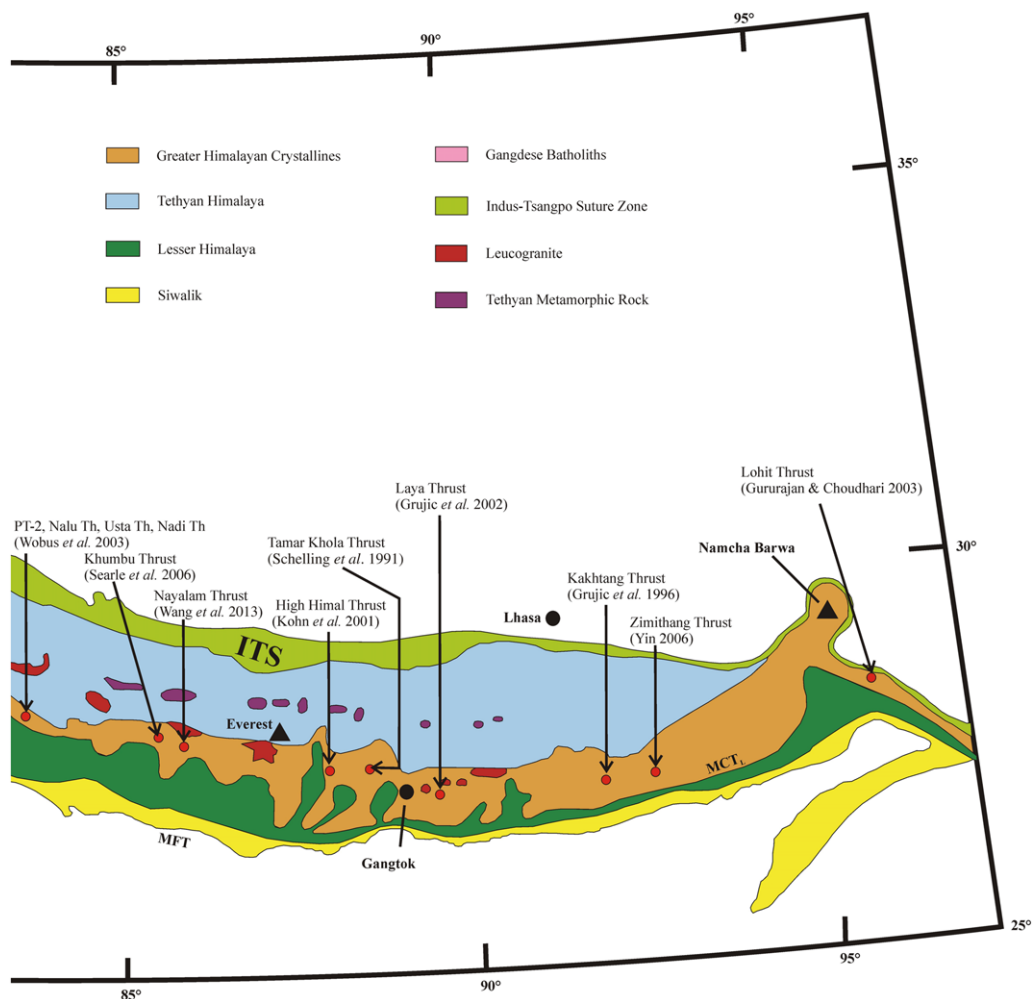 85°
90°
95°
35°
Greater Himalayan Crystallines
Gangdese Batholiths
Tethyan Himalaya
Indus-Tsangpo Suture Zone
Lesser Himalaya
Leucogranite
Siwalik
Tethyan Metamorphic Rock
Lohit Thrust
(Gururajan & Choudhari 2003)
Laya Thrust
(Grujic et al. 2002)
PT-2, Nalu Th, Usta Th, Nadi Th
(Wobus et al. 2003)
Khumbu Thrust
(Searle et al. 2006)
Nayalam Thrust
(Wang et al. 2013)
Tamar Khola Thrust
(Schelling et al. 1991)
High Himal Thrust
(Kohn et al. 2001)
Lhasa
Kakhtang Thrust
(Grujic et al. 1996)
Zimithang Thrust
(Yin 2006)
Namcha Barwa
30°
ITS
Everest
MCTL
MFT
Gangtok
25°
85°
90°
95°